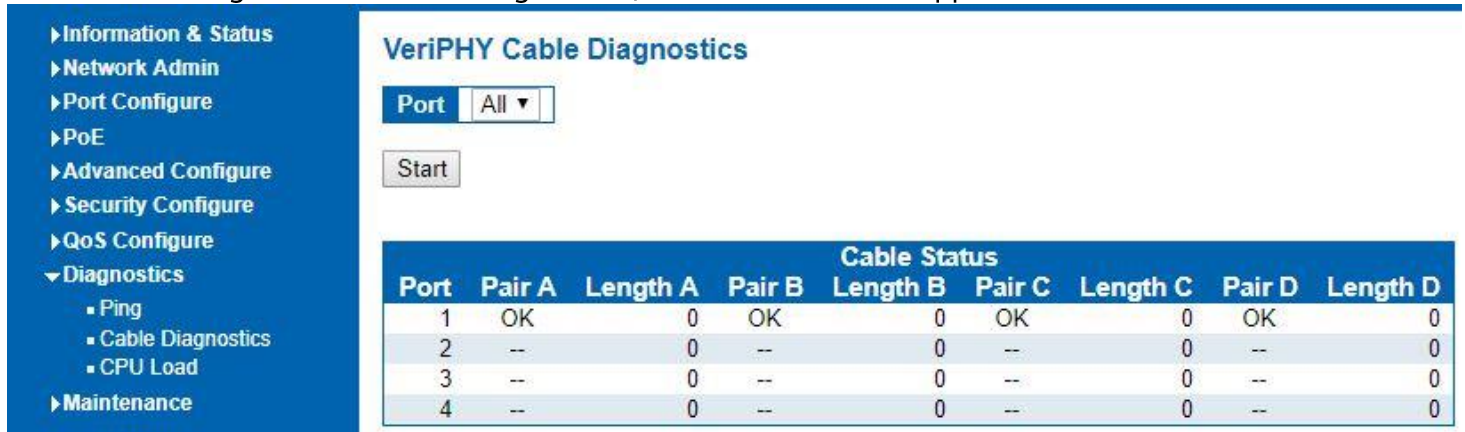 Information & Status
Network Admin
Port Configure
PoE
Advanced Configure
Security Configure
QoS Configure
Diagnostics
Ping
Cable Diagnostics
CPU Load
Maintenance
VeriPHY Cable Diagnostics
Port All
Start
Cable Status
Port Pair A Length A Pair B Length B Pair C Length C Pair D Length D
1 OK 0 OK 0 OK 0 OK 0
2 -- 0 -- 0 -- 0 -- 0
3 -- 0 -- 0 -- 0 -- 0
4 -- 0 -- 0 -- 0 -- 0